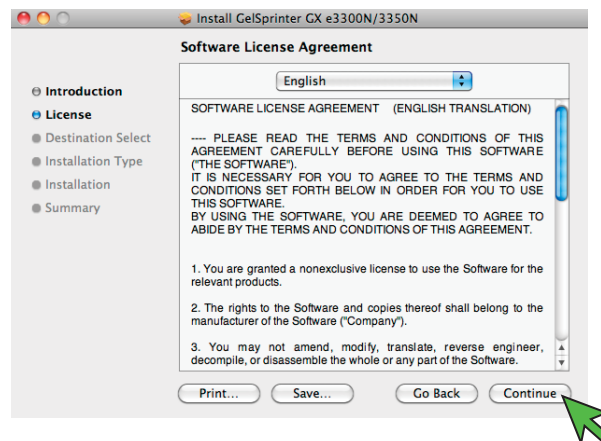 Install GelSprinter GX e3300N/3350N
Software License Agreement
Introduction
License
Destination Select
Installation Type
Installation
Summary
English
SOFTWARE LICENSE AGREEMENT (ENGLISH TRANSLATION)
---- PLEASE READ THE TERMS AND CONDITIONS OF THIS
AGREEMENT CAREFULLY BEFORE USING THIS SOFTWARE
("THE SOFTWARE").
IT IS NECESSARY FOR YOU TO AGREE TO THE TERMS AND
CONDITIONS SET FORTH BELOW IN ORDER FOR YOU TO USE
THIS SOFTWARE.
BY USING THE SOFTWARE, YOU ARE DEEMED TO AGREE TO
ABIDE BY THE TERMS AND CONDITIONS OF THIS AGREEMENT.
1. You are granted a nonexclusive license to use the Software for the
relevant products.
2. The rights to the Software and copies thereof shall belong to the
manufacturer of the Software ("Company").
3. You may not amend, modify, translate, reverse engineer,
decompile, or disassemble the whole or any part of the Software.
Print...
Save...
Go Back
Continue